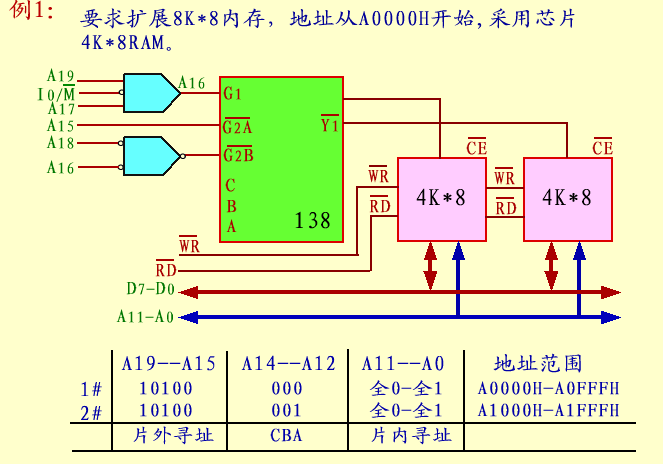 例1: 要求扩展8K*8内存，地址从A0000H开始,采用芯片
4K*8RAM。
A19
IO/M
A17
A16
G1
A15
G2A
A18
A16
G2B
Y1
C
B
A
138
CE
CE
WR
RD
4K*8
WR
RD
4K*8
WR
RD
D7-D0
A11-A0
A19--A15 A14--A12 A11--A0 地址范围
1# 10100 000 全0-全1 A0000H-A0FFFH
2# 10100 001 全0-全1 A1000H-A1FFFH
片外寻址 CBA 片内寻址